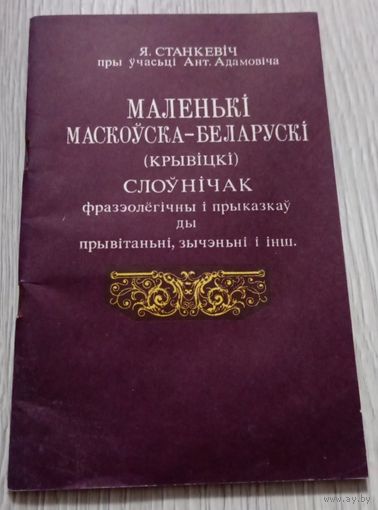 Я. СТАНКЕВІЧ
пры ўчасьці Ант. Адамовіча
МАЛЕНЬКІ
МАСКОЎСКА-БЕЛАРУСКІ
(КРЫВІЦКІ)
СЛОЎНІЧАК
фразэолёгічны і прыказкаў
ды
прывітаньні, зычэньні і інш.
www.ay.by